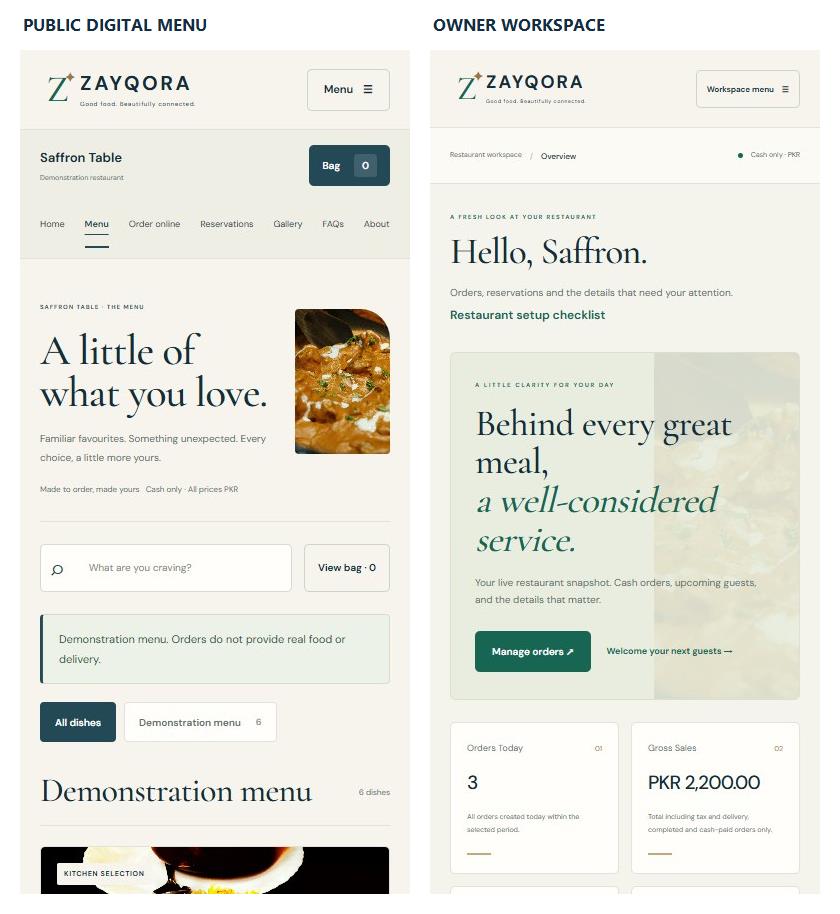 PUBLIC DIGITAL MENU
ZAYQORA
Good food. Beautifully connected.
Menu
Saffron Table
Demonstration restaurant
Bag 0
Home Menu Order online Reservations Gallery FAQs About
SAFFRON TABLE · THE MENU
A little of
what you love.
Familiar favourites. Something unexpected. Every
choice, a little more yours.
Made to order, made yours Cash only · All prices PKR
What are you craving?
View bag · 0
Demonstration menu. Orders do not provide real food or
delivery.
All dishes
Demonstration menu 6
Demonstration menu
6 dishes
KITCHEN SELECTION
OWNER WORKSPACE
ZAYQORA
Good food. Beautifully connected.
Workspace menu
Restaurant workspace / Overview
Cash only · PKR
A FRESH LOOK AT YOUR RESTAURANT
Hello, Saffron.
Orders, reservations and the details that need your attention.
Restaurant setup checklist
A LITTLE CLARITY FOR YOUR DAY
Behind every great
meal,
a well-considered
service.
Your live restaurant snapshot. Cash orders, upcoming guests,
and the details that matter.
Manage orders ↗
Welcome your next guests →
Orders Today 01
3
All orders created today within the
selected period.
Gross Sales 02
PKR 2,200.00
Total including tax and delivery,
completed and cash-paid orders only.